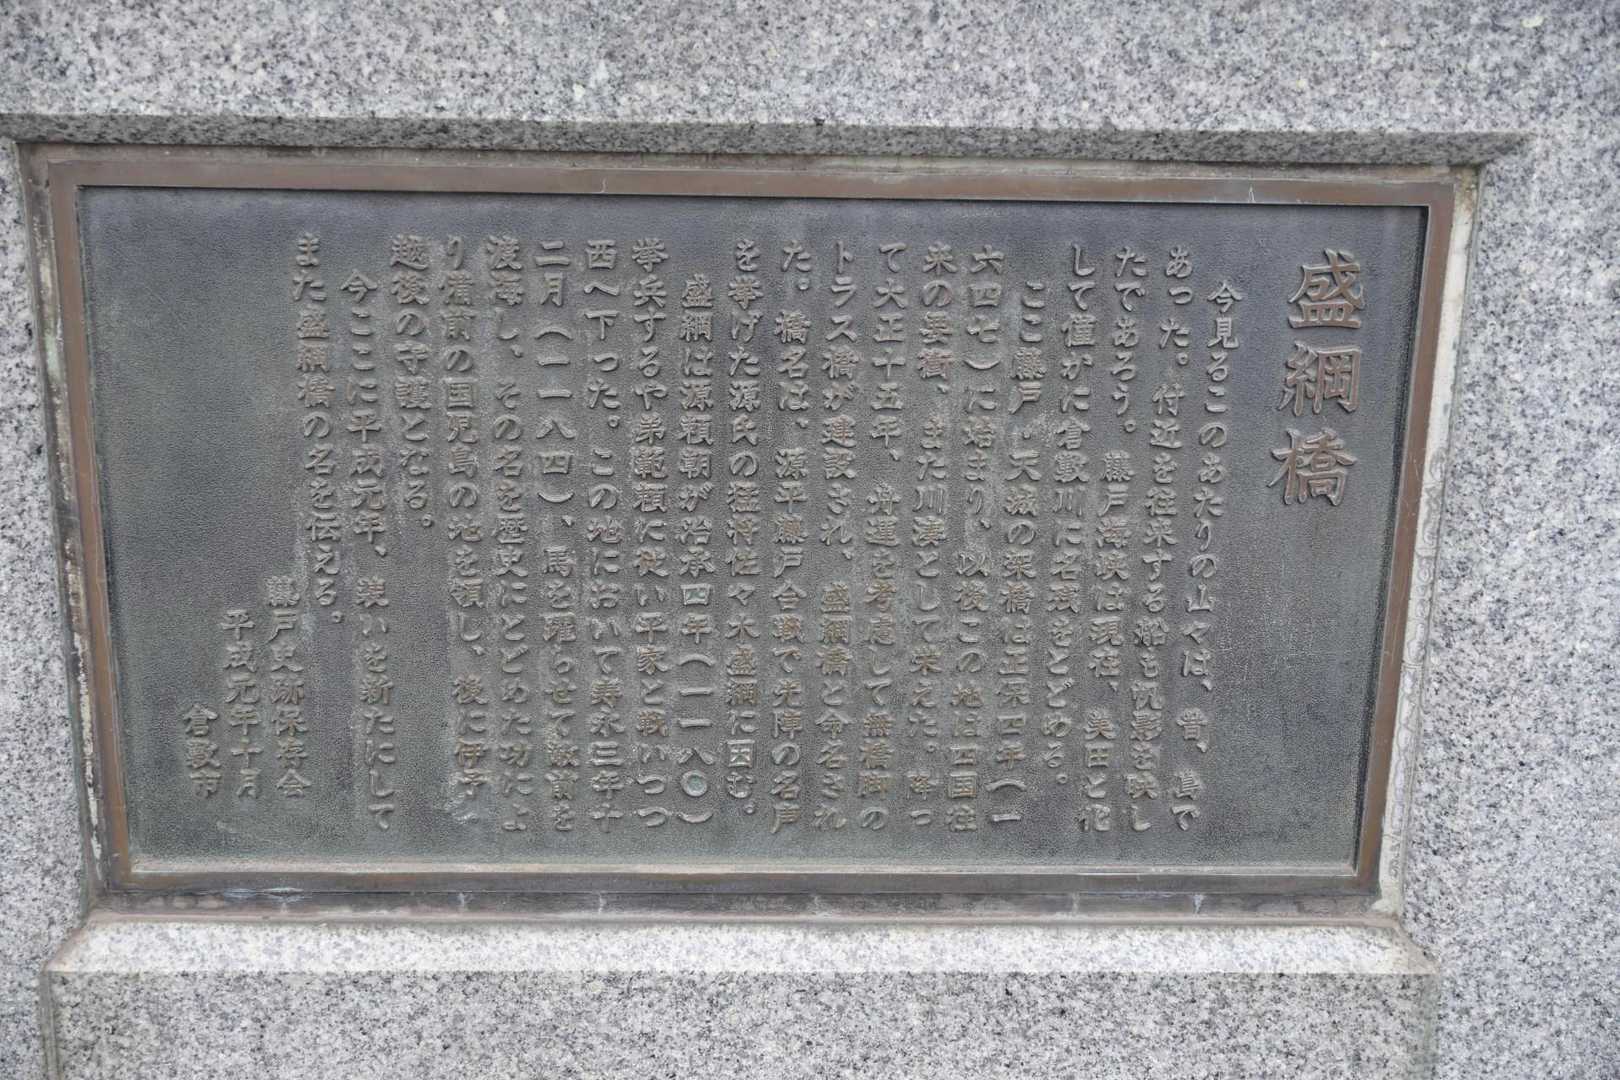 盛綱橋
今見るこのあたりの山々は、昔、島で
あった。付近を往来する船も帆影を映し
たであろう。藤戸海峡は現在、美田と化
して僅かに倉敷川に名残をとどめる。
ここ藤戸・天城の架橋は正保四年(一
六四七)に始まり、以後この地は四国往
来の要衝、また川湊として栄えた。降っ
て大正十五年、舟運を考慮して無橋脚の
トラス橋が建設され、盛綱橋と命名され
た。橋名は、源平藤戸合戦で先陣の名声
を挙げた源氏の猛将佐々木盛綱に因む。
盛綱は源頼朝が治承四年(一一八〇)
挙兵するや弟範頼に従い平家と戦いつつ
西へ下った。この地において寿永三年十
二月(一一八四)、馬を躍らせて敵前を
渡海し、その名を歴史にとどめた功によ
り備前の国児島の地を領し、後に伊予
越後の守護となる。
今ここに平成元年、装いを新たにして
また盛綱橋の名を伝える。
藤戸史跡保存会
平成元年十月
倉敷市